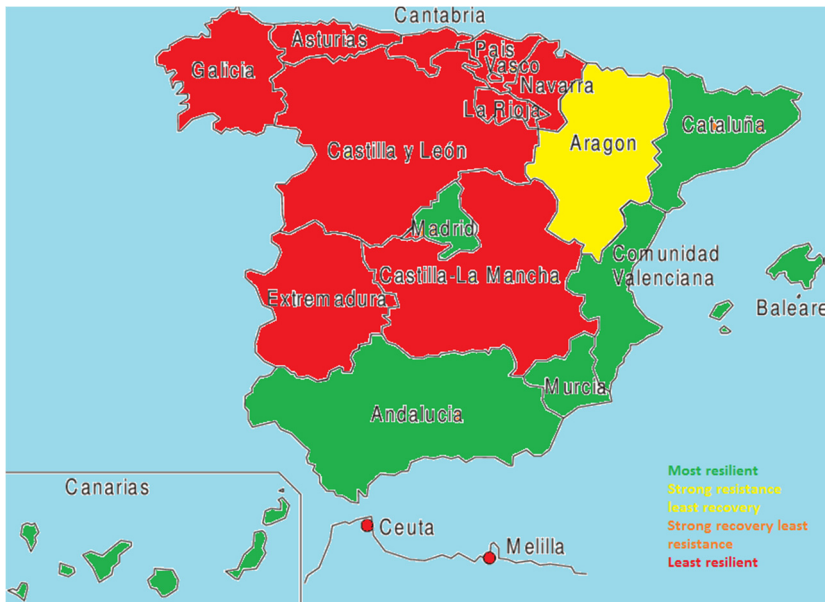 Cantabria
Asturias
Galicia
Pais
Vasco
Navarra
La Rioja
Castilla y León
Aragon
Cataluña
Madrid
Comunidad
Valenciana
Castilla-La Mancha
Extremadura
Baleare
Murcia
Andalucia
Canarias
Ceuta
Melilla
Most resilient
Strong resistance
least recovery
Strong recovery least
resistance
Least resilient